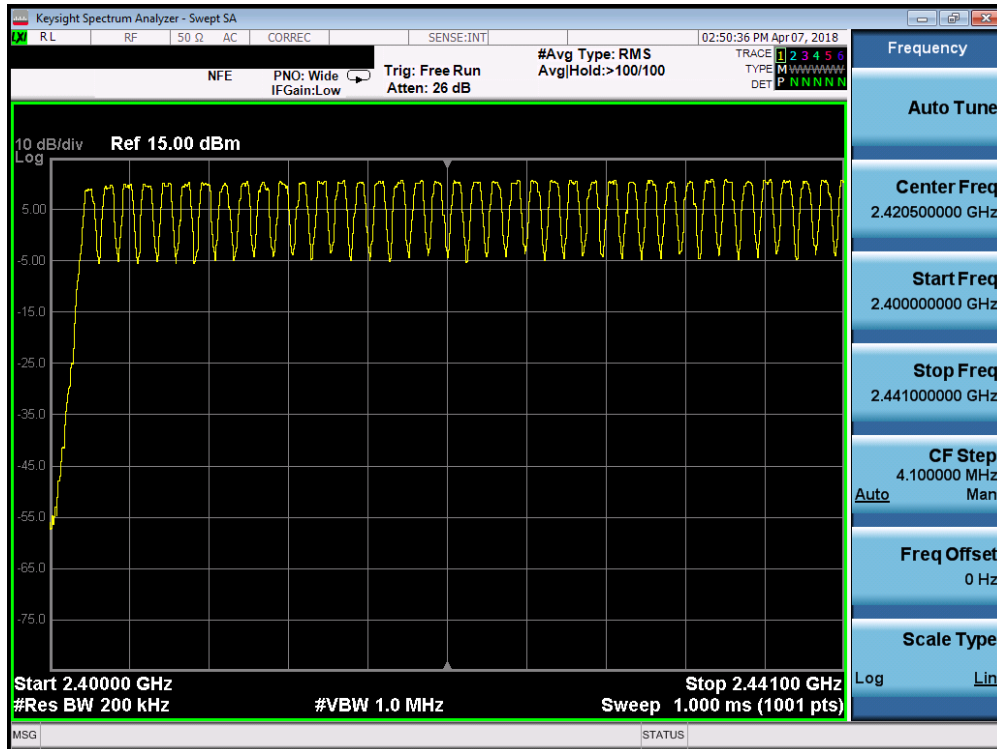 Keysight Spectrum Analyzer - Swept SA
LXI RL RF 50 Ω AC CORREC SENSE:INT 02:50:36 PM Apr 07, 2018
NFE PNO: Wide Trig: Free Run #Avg Type: RMS TRACE 1 2 3 4 5 6
IFGain:Low Atten: 26 dB Avg|Hold:>100/100 TYPE M WWWWW
DET P N N N N N
10 dB/div Ref 15.00 dBm
Log
5.00
-5.00
-15.0
-25.0
-35.0
-45.0
-55.0
-65.0
-75.0
Start 2.40000 GHz Stop 2.44100 GHz
#Res BW 200 kHz #VBW 1.0 MHz Sweep 1.000 ms (1001 pts)
MSG STATUS
Frequency
Auto Tune
Center Freq
2.420500000 GHz
Start Freq
2.400000000 GHz
Stop Freq
2.441000000 GHz
CF Step
4.100000 MHz
Auto Man
Freq Offset
0 Hz
Scale Type
Log Lin